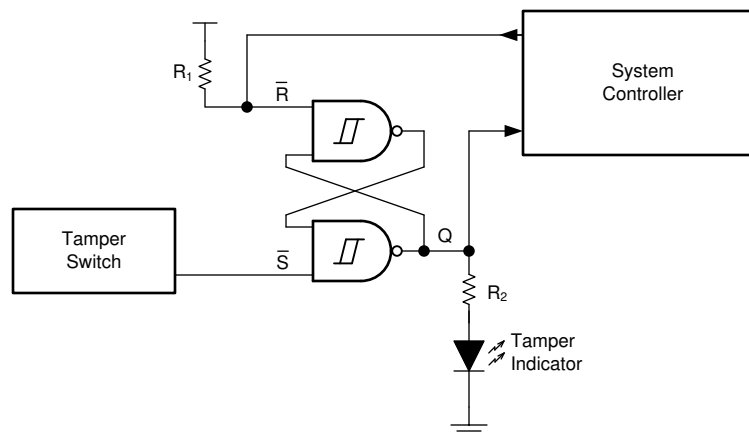 R₁
R̅
System
Controller
Tamper
Switch
S̅
Q
R₂
Tamper
Indicator